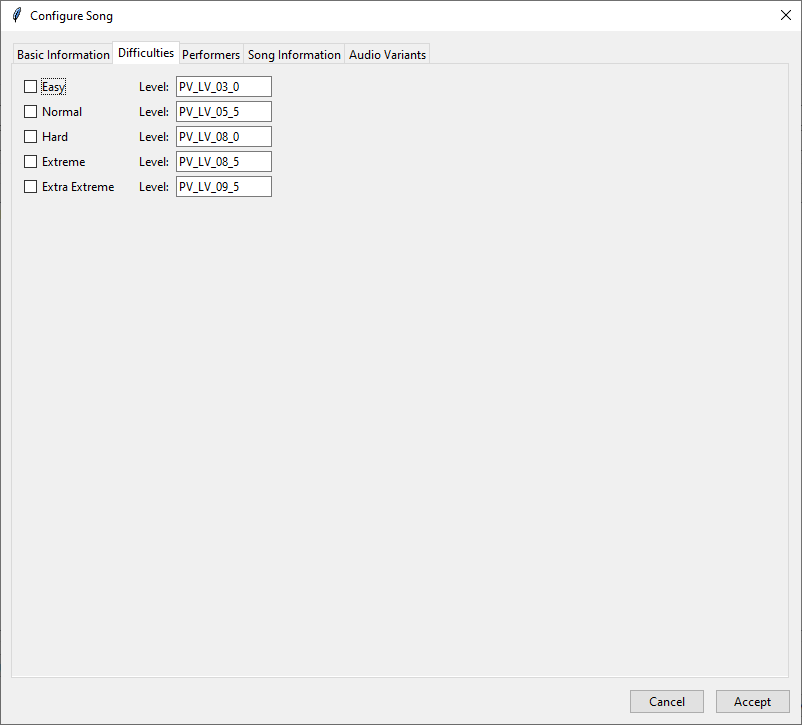 Configure Song
Basic Information Difficulties Performers Song Information Audio Variants
Easy Level: PV_LV_03_0
Normal Level: PV_LV_05_5
Hard Level: PV_LV_08_0
Extreme Level: PV_LV_08_5
Extra Extreme Level: PV_LV_09_5
Cancel Accept